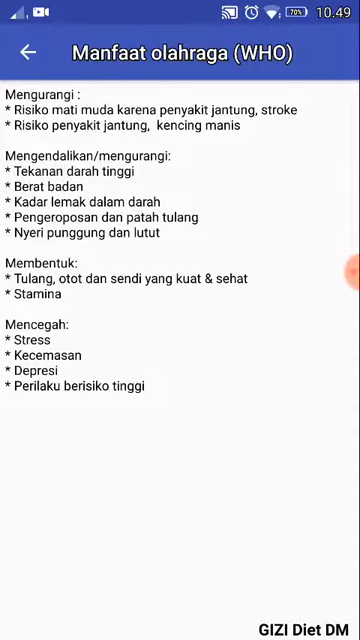 70%
10.49
Manfaat olahraga (WHO)
Mengurangi :
* Risiko mati muda karena penyakit jantung, stroke
* Risiko penyakit jantung,  kencing manis
Mengendalikan/mengurangi:
* Tekanan darah tinggi
* Berat badan
* Kadar lemak dalam darah
* Pengeroposan dan patah tulang
* Nyeri punggung dan lutut
Membentuk:
* Tulang, otot dan sendi yang kuat & sehat
* Stamina
Mencegah:
* Stress
* Kecemasan
* Depresi
* Perilaku berisiko tinggi
GIZI Diet DM